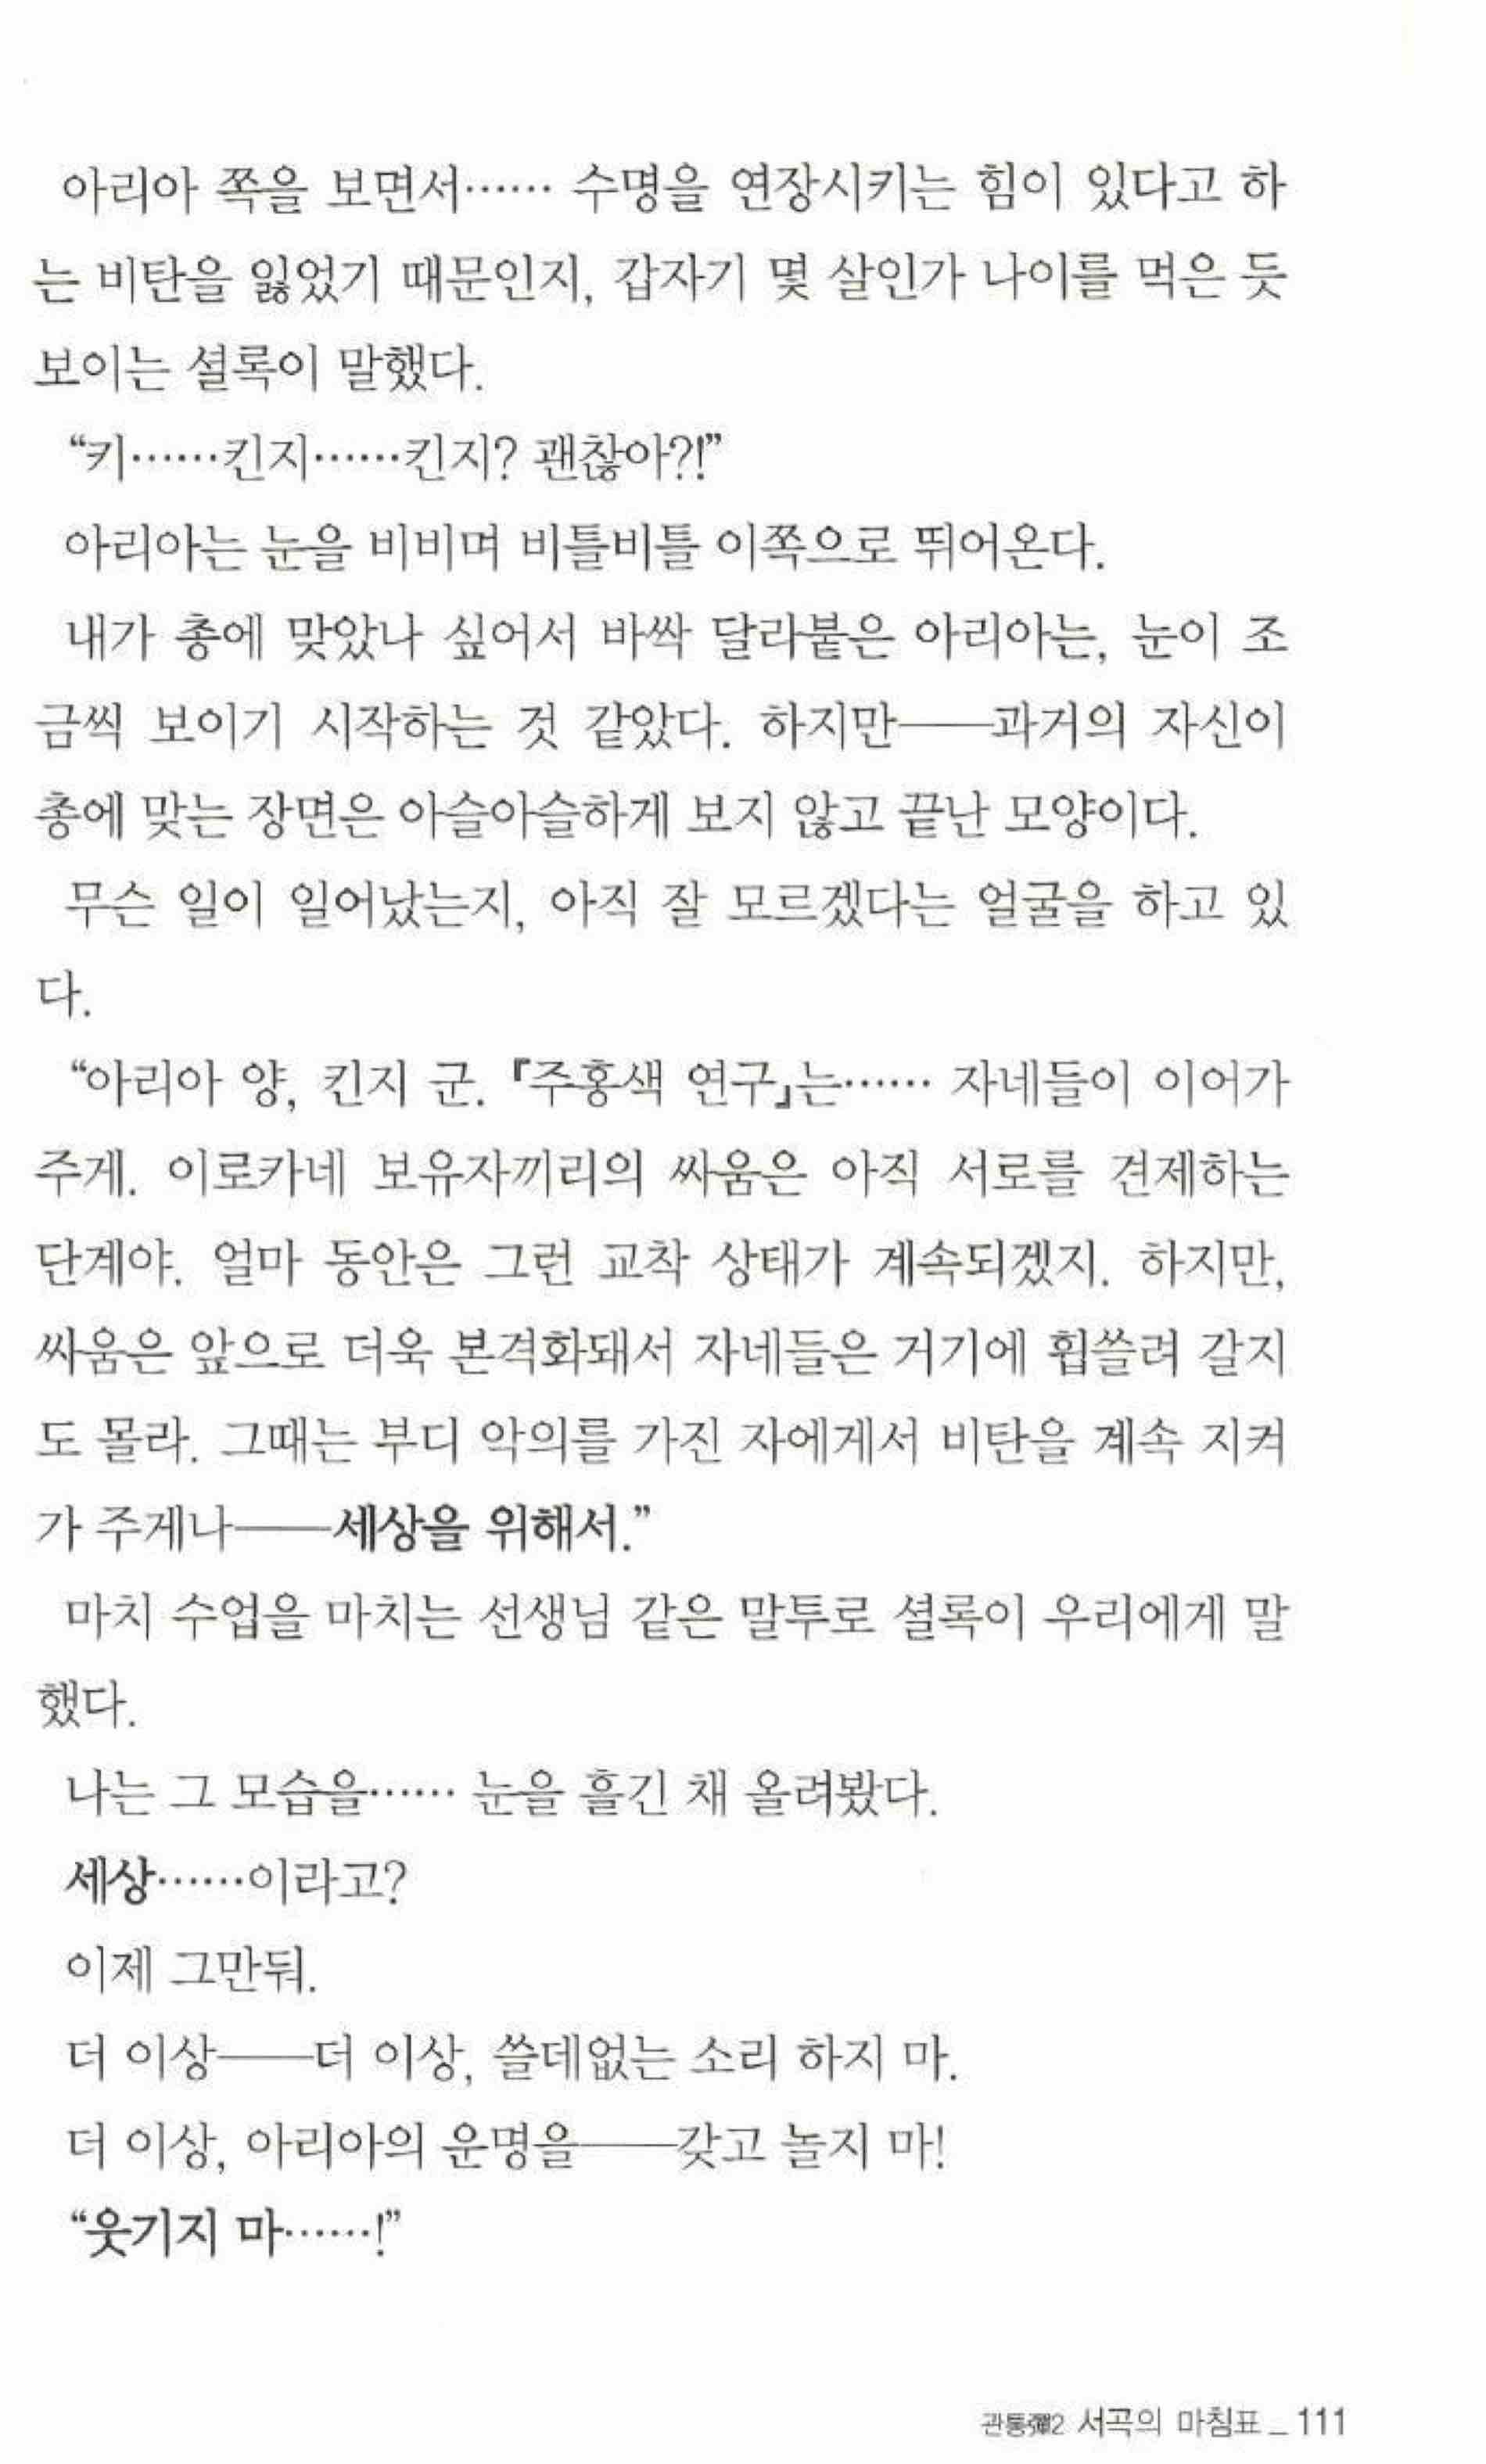 아리아 쪽을 보면서…… 수명을 연장시키는 힘이 있다고 하
는 비탄을 잃었기 때문인지, 갑자기 몇 살인가 나이를 먹은 듯
보이는 셜록이 말했다.
“키……킨지……킨지? 괜찮아?!”
아리아는 눈을 비비며 비틀비틀 이쪽으로 뛰어온다.
내가 총에 맞았나 싶어서 바싹 달라붙은 아리아는, 눈이 조
금씩 보이기 시작하는 것 같았다. 하지만──과거의 자신이
총에 맞는 장면은 아슬아슬하게 보지 않고 끝난 모양이다.
무슨 일이 일어났는지, 아직 잘 모르겠다는 얼굴을 하고 있
다.
“아리아 양, 킨지 군. 『주홍색 연구』는…… 자네들이 이어가
주게. 이로카네 보유자끼리의 싸움은 아직 서로를 견제하는
단계야. 얼마 동안은 그런 교착 상태가 계속되겠지. 하지만,
싸움은 앞으로 더욱 본격화돼서 자네들은 거기에 휩쓸려 갈지
도 몰라. 그때는 부디 악의를 가진 자에게서 비탄을 계속 지켜
가 주게나──세상을 위해서.”
마치 수업을 마치는 선생님 같은 말투로 셜록이 우리에게 말
했다.
나는 그 모습을…… 눈을 흘긴 채 올려봤다.
세상……이라고?
이제 그만둬.
더 이상──더 이상, 쓸데없는 소리 하지 마.
더 이상, 아리아의 운명을──갖고 놀지 마!
“웃기지 마……!”
관통彈2 서곡의 마침표 _ 111